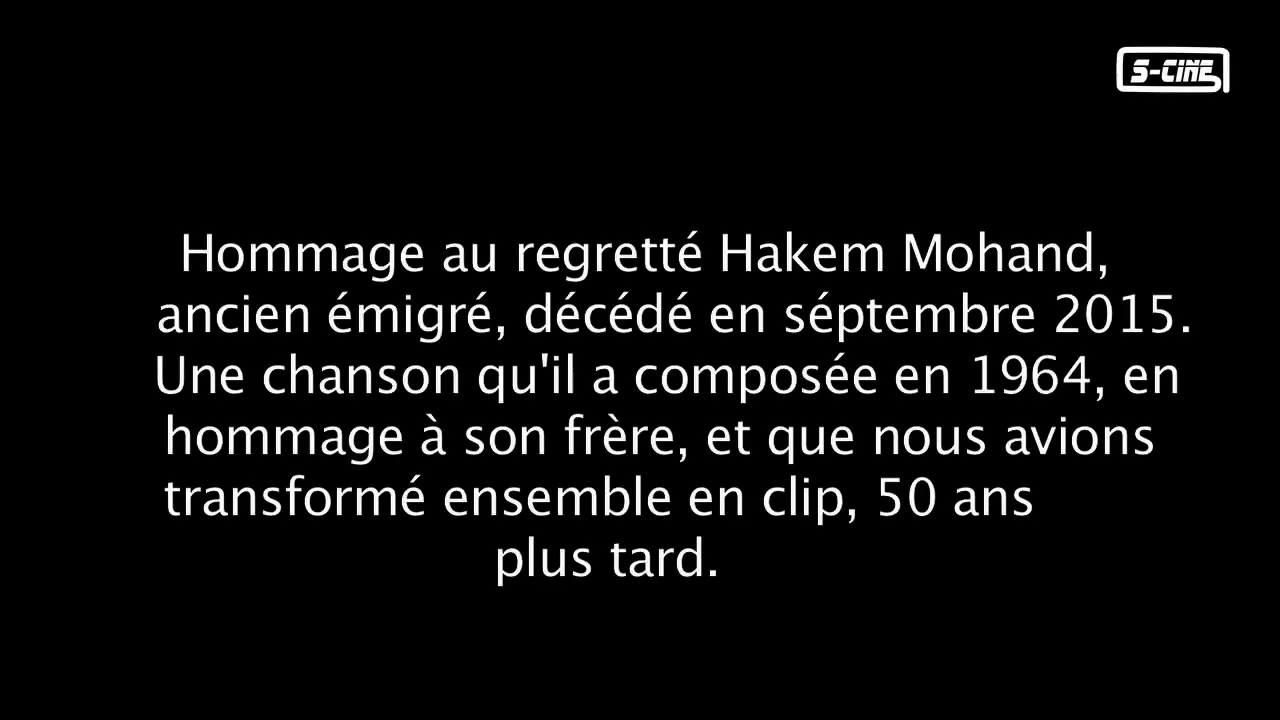 S-CINE
Hommage au regretté Hakem Mohand,
ancien émigré, décédé en séptembre 2015.
Une chanson qu'il a composée en 1964, en
hommage à son frère, et que nous avions
transformé ensemble en clip, 50 ans
plus tard.